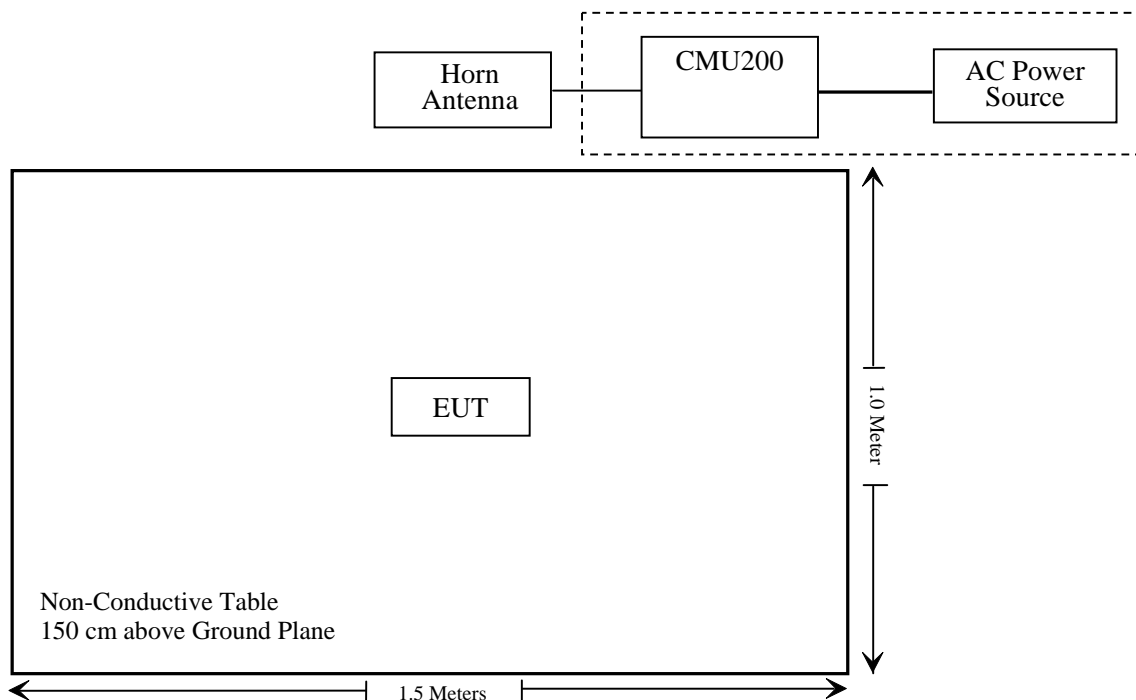 Horn
Antenna
CMU200
AC Power
Source
EUT
1.0 Meter
Non-Conductive Table
150 cm above Ground Plane
1.5 Meters